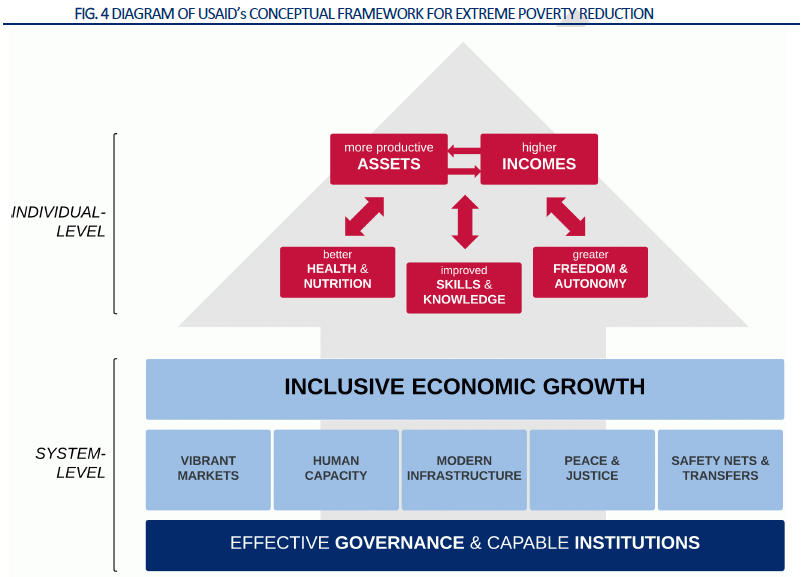 FIG. 4 DIAGRAM OF USAID's CONCEPTUAL FRAMEWORK FOR EXTREME POVERTY REDUCTION
INDIVIDUAL-
LEVEL
more productive
ASSETS
higher
INCOMES
better
HEALTH &
NUTRITION
improved
SKILLS &
KNOWLEDGE
greater
FREEDOM &
AUTONOMY
SYSTEM-
LEVEL
INCLUSIVE ECONOMIC GROWTH
VIBRANT
MARKETS
HUMAN
CAPACITY
MODERN
INFRASTRUCTURE
PEACE &
JUSTICE
SAFETY NETS &
TRANSFERS
EFFECTIVE GOVERNANCE & CAPABLE INSTITUTIONS